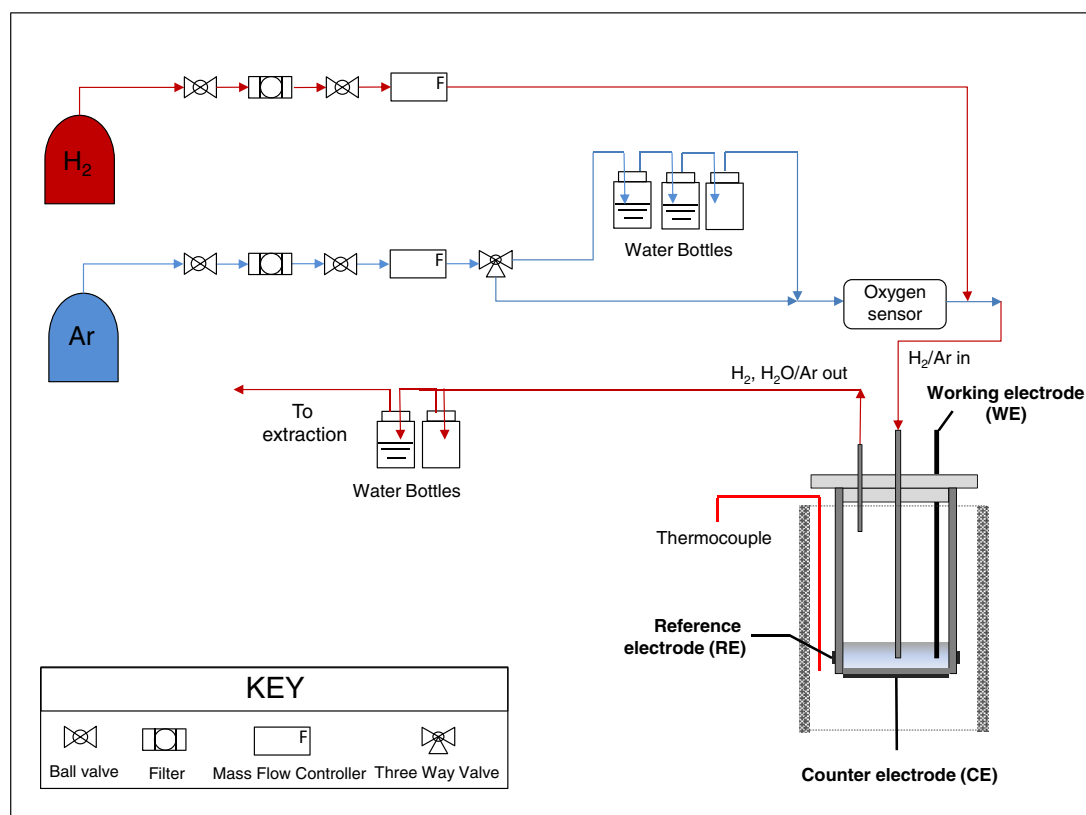 F
H₂
Water Bottles
F
Ar
Oxygen
sensor
H₂/Ar in
H₂, H₂O/Ar out
Working electrode
(WE)
To
extraction
Water Bottles
Thermocouple
Reference
electrode (RE)
KEY
F
Ball valve
Filter
Mass Flow Controller
Three Way Valve
Counter electrode (CE)